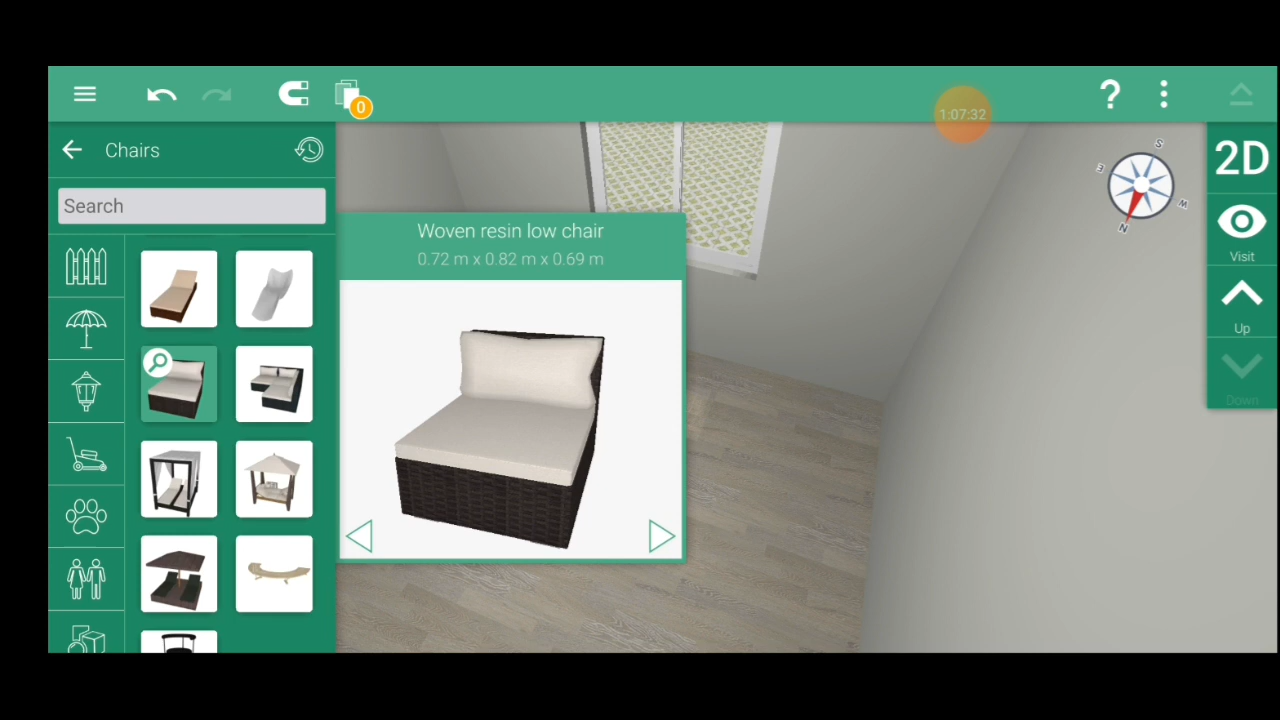 0
1:07:32
Chairs
Search
Woven resin low chair
0.72 m x 0.82 m x 0.69 m
S
E
W
N
2D
Visit
Up
Down